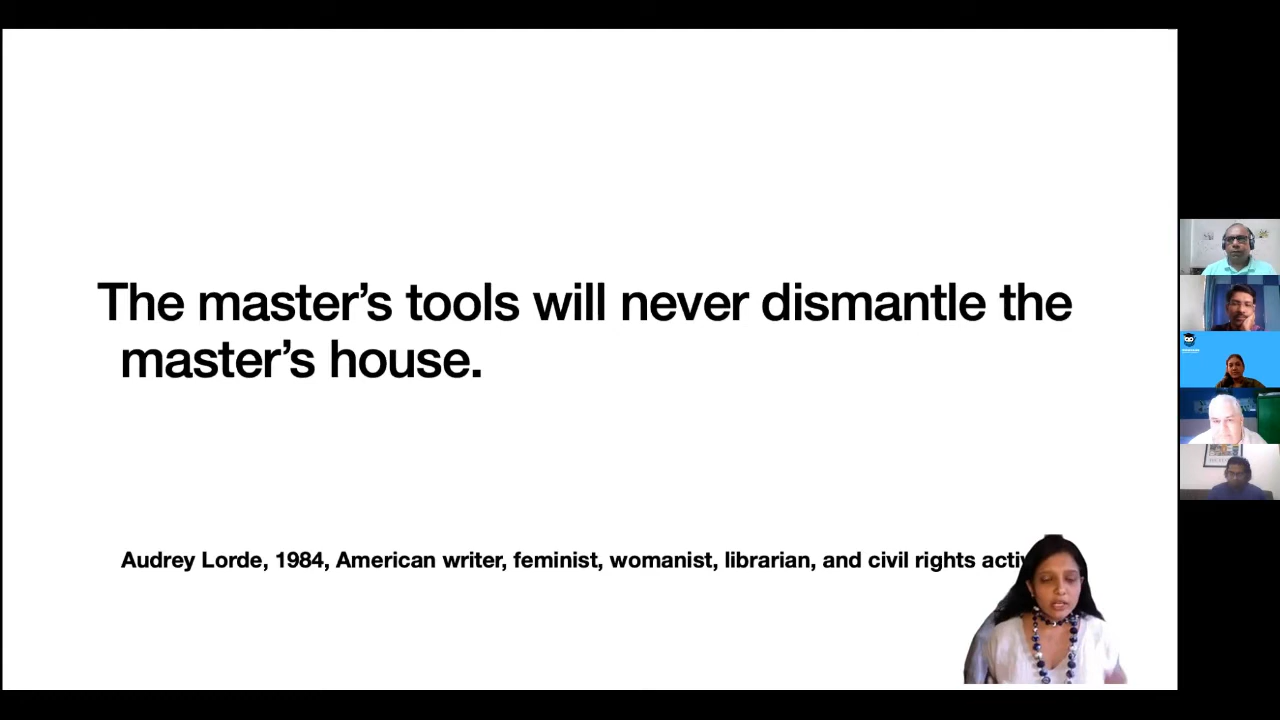 The master’s tools will never dismantle the
master’s house.
Audrey Lorde, 1984, American writer, feminist, womanist, librarian, and civil rights